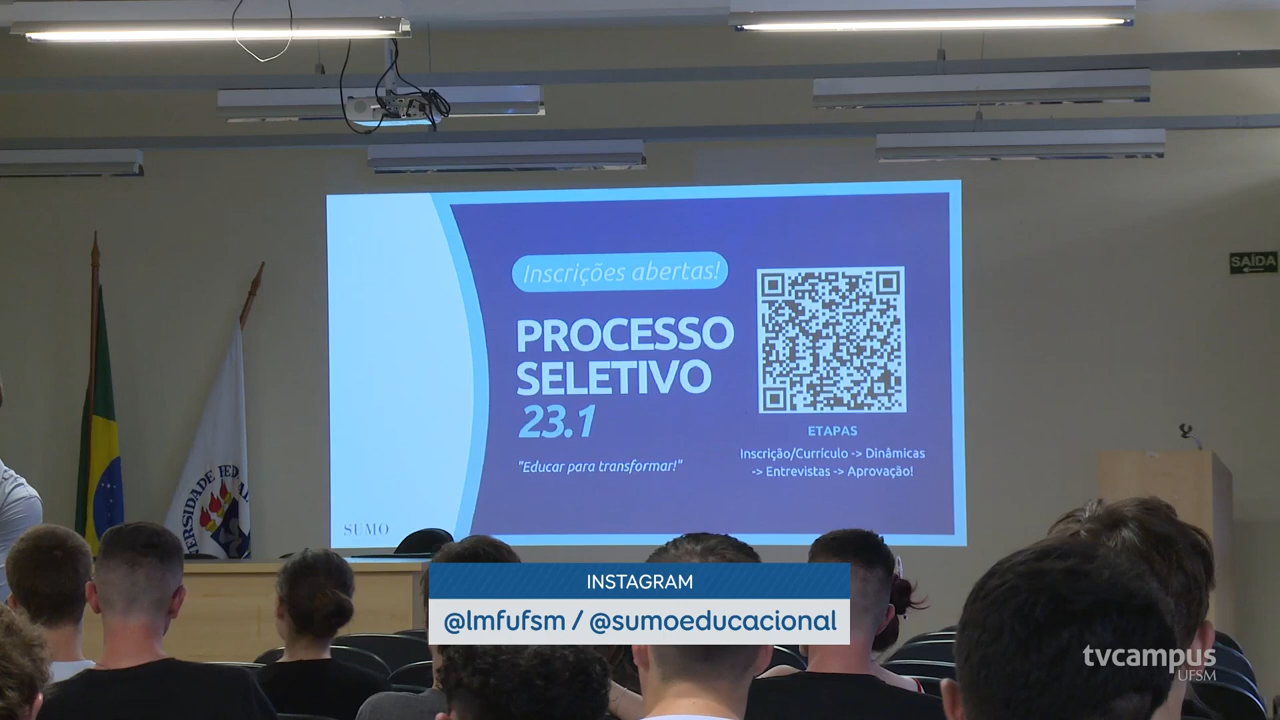 SAÍDA
Inscrições abertas!
PROCESSO
SELETIVO
23.1
"Educar para transformar!"
ETAPAS
Inscrição/Currículo -> Dinâmicas
-> Entrevistas -> Aprovação!
SUMO
INSTAGRAM
@lmfufsm / @sumoeducacional
tvcampus
UFSM